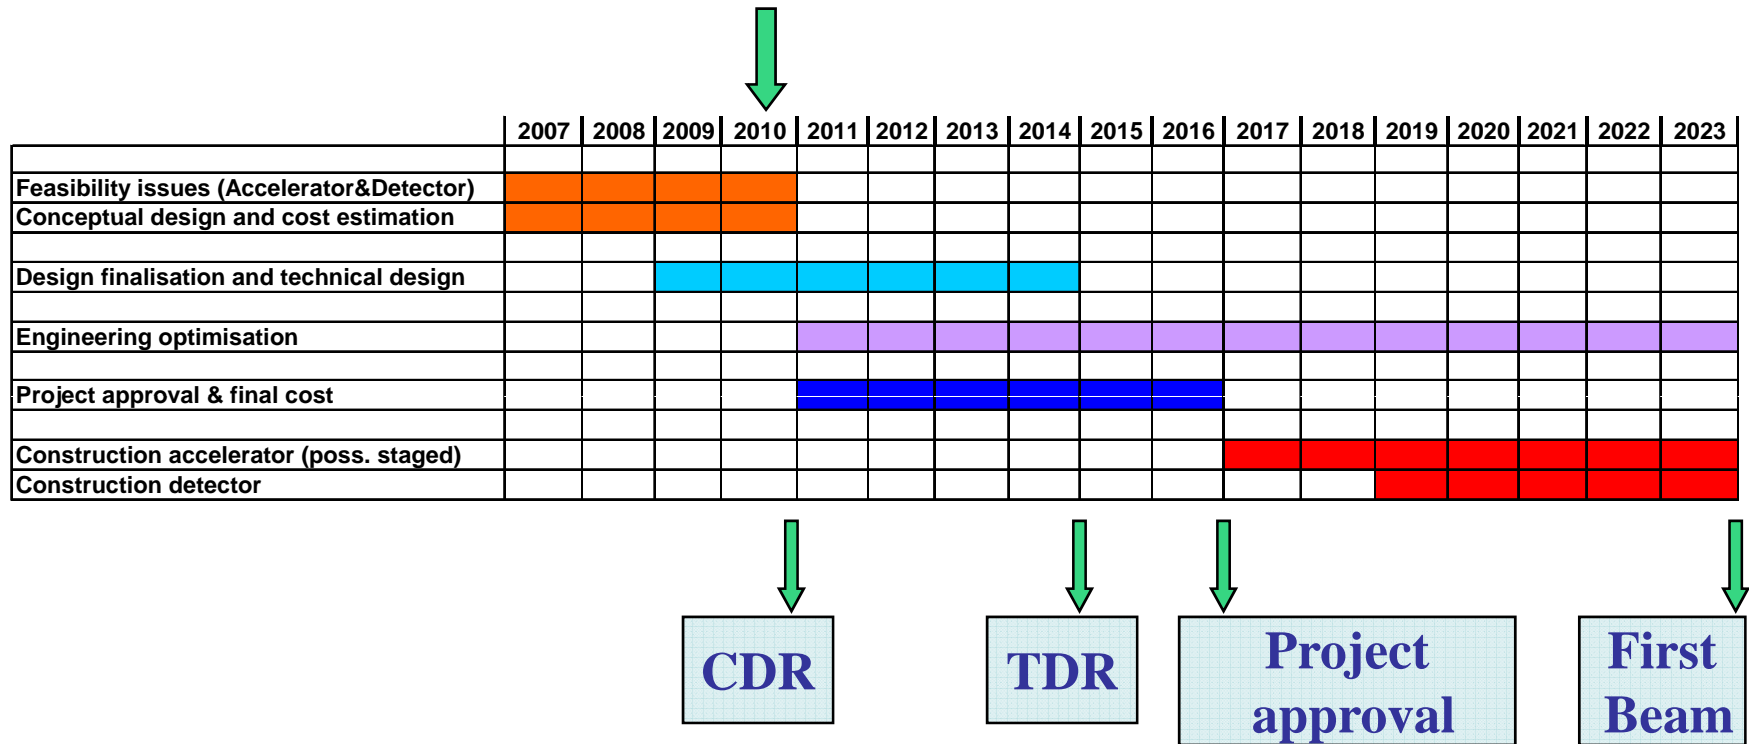 2007 2008 2009 2010 2011 2012 2013 2014 2015 2016 2017 2018 2019 2020 2021 2022 2023
Feasibility issues (Accelerator&Detector)
Conceptual design and cost estimation
Design finalisation and technical design
Engineering optimisation
Project approval & final cost
Construction accelerator (poss. staged)
Construction detector
CDR
TDR
Project
approval
First
Beam